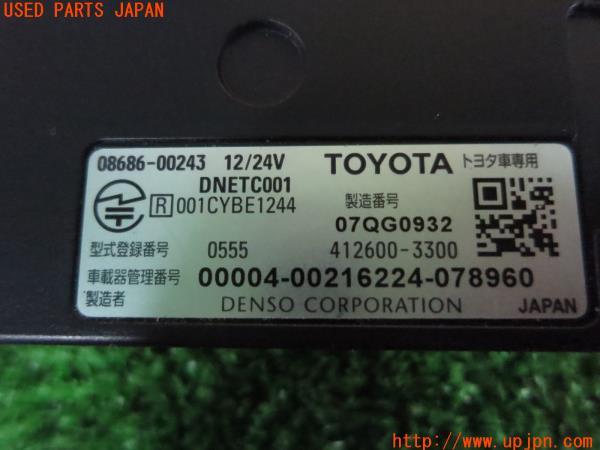 USED PARTS JAPAN
08686-00243 12/24V TOYOTA トヨタ車専用
DNETC001
R 001CYBE1244 製造番号
07QG0932
型式登録番号 0555 412600-3300
車載器管理番号 00004-00216224-078960
製造者 DENSO CORPORATION JAPAN
http://www.upjpn.com/